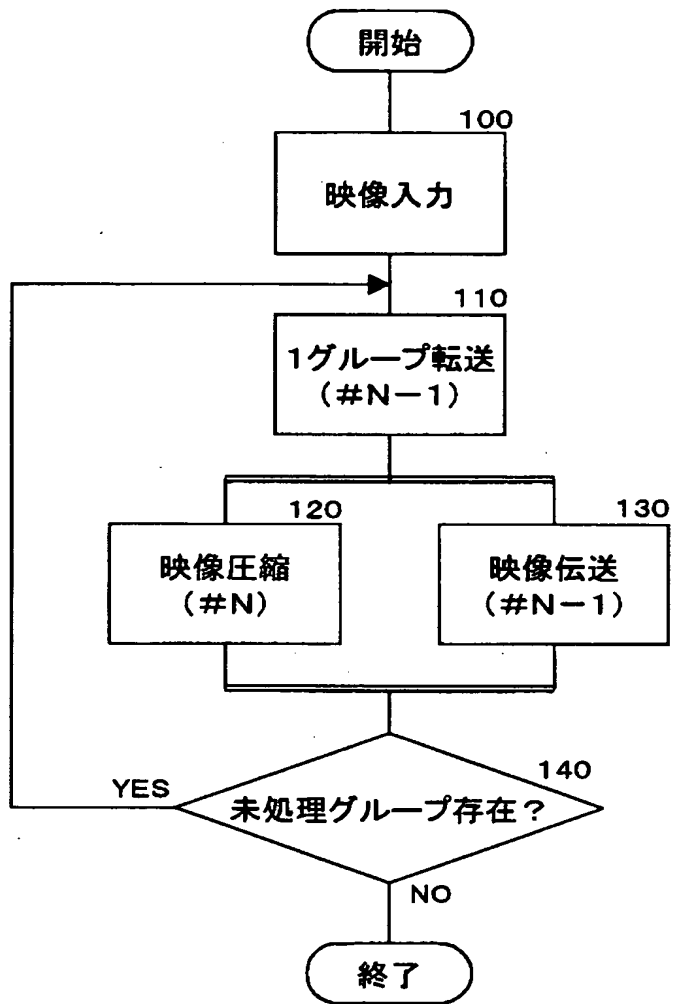 開始
100
映像入力
110
1グループ転送
(#N-1)
120
映像圧縮
(#N)
130
映像伝送
(#N-1)
140
YES
未処理グループ存在?
NO
終了